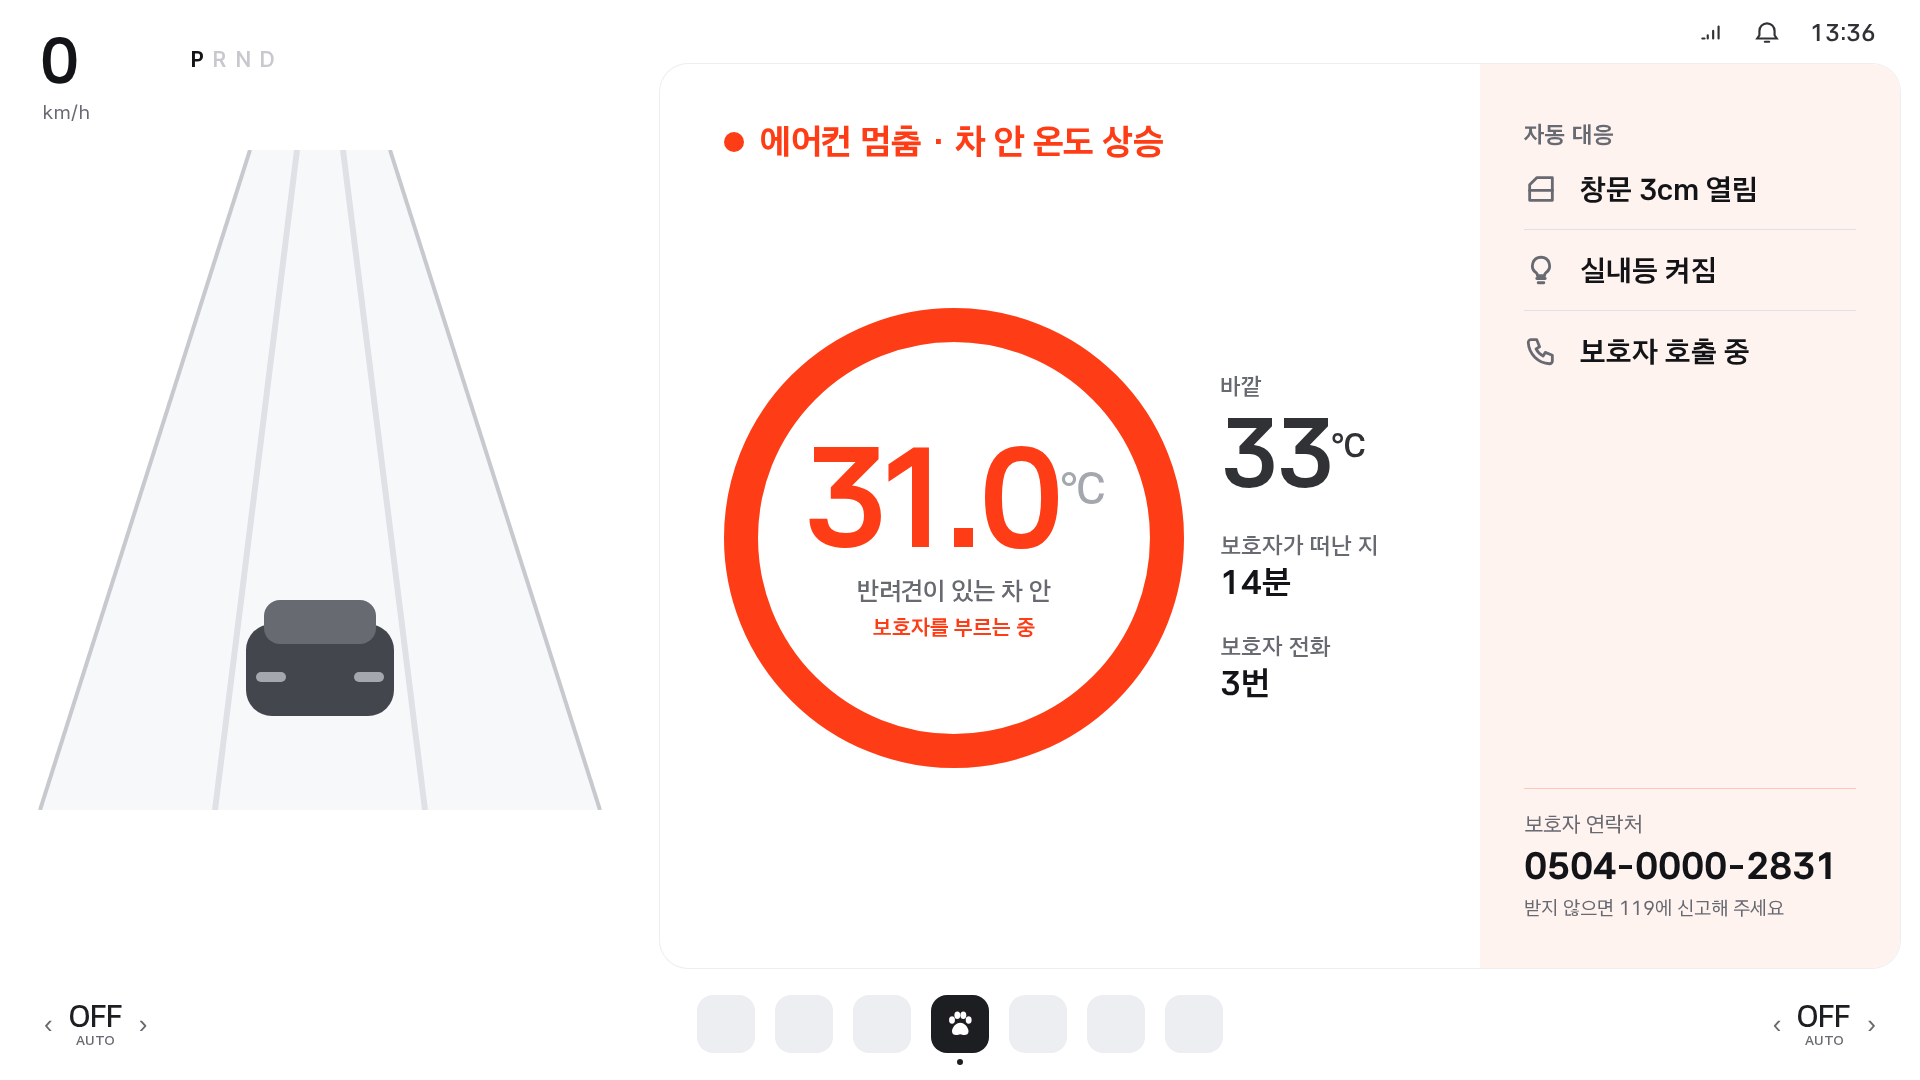 0
km/h
P R N D
13:36
에어컨 멈춤 · 차 안 온도 상승
31.0°C
반려견이 있는 차 안
보호자를 부르는 중
바깥
33°C
보호자가 떠난 지
14분
보호자 전화
3번
자동 대응
창문 3cm 열림
실내등 켜짐
보호자 호출 중
보호자 연락처
0504-0000-2831
받지 않으면 119에 신고해 주세요
‹ OFF ›
AUTO
‹ OFF ›
AUTO